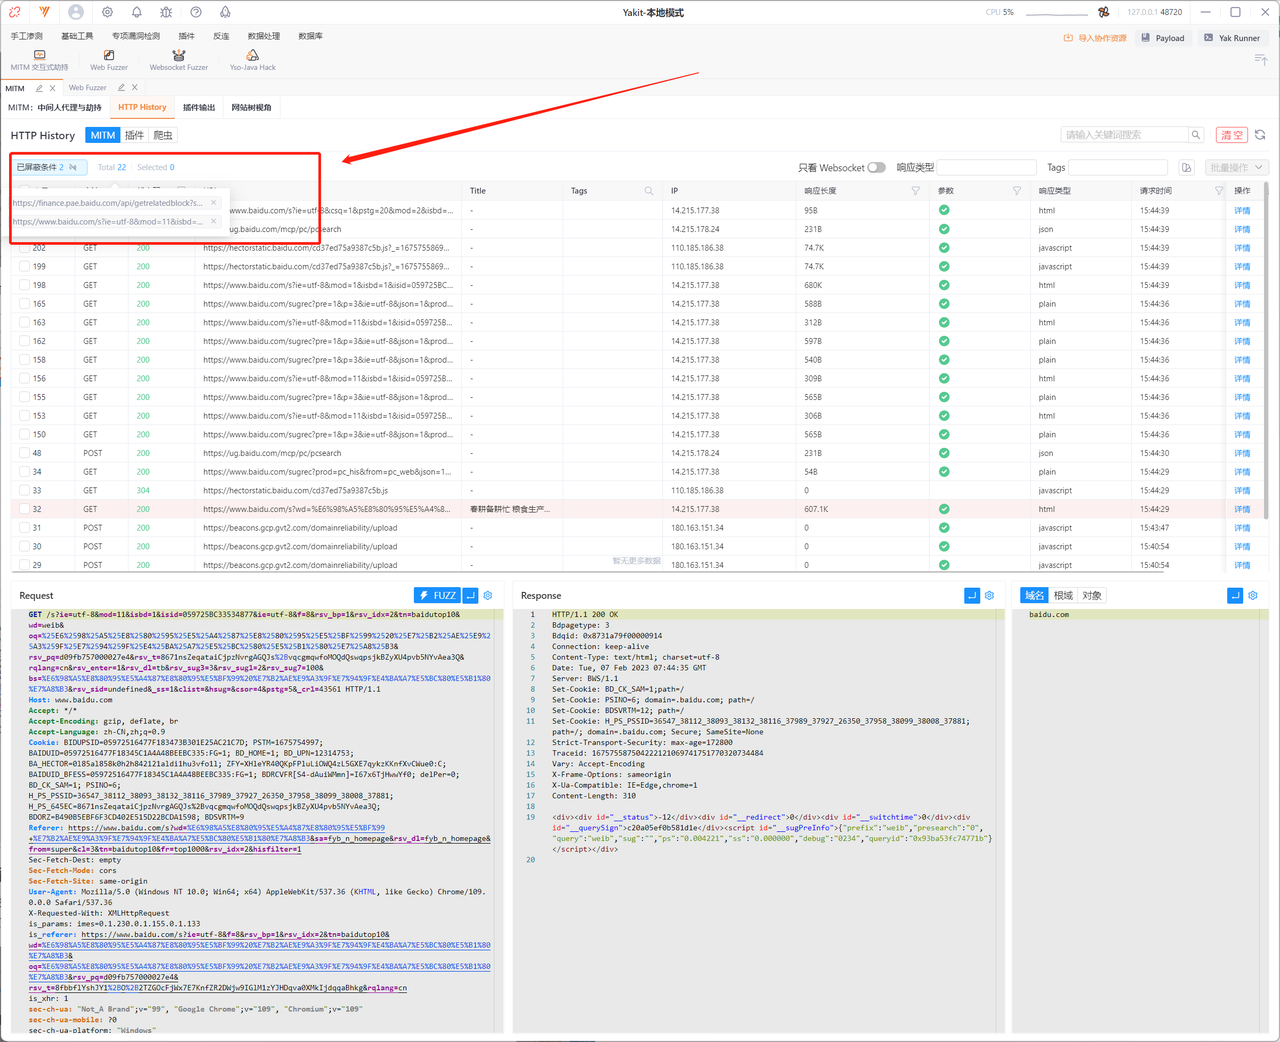 Yakit-本地模式
CPU 5%
127.0.0.1 48720
手工渗测 基础工具 专项漏洞检测 插件 反连 数据处理 数据库
导入协作资源 Payload Yak Runner
MITM 交互式劫持 Web Fuzzer Websocket Fuzzer Yso-Java Hack
MITM Web Fuzzer
MITM: 中间人代理与劫持 HTTP History 插件输出 网站树视角
HTTP History MITM 插件 爬虫 请输入关键词搜索 清空
已屏蔽条件 2 Total 22 Selected 0 只看 Websocket 响应类型 Tags 批量操作
Title Tags IP 响应长度 参数 响应类型 请求时间 操作
https://finance.pae.baidu.com/api/getrelatedblock?s...
https://www.baidu.com/s?ie=utf-8&mod=11&isbd=...
www.baidu.com/s?ie=utf-8&csq=1&pstg=20&mod=2&isbd=... - 14.215.177.38 95B html 15:44:39 详情
ug.baidu.com/mcp/pc/pcsearch - 14.215.178.24 231B json 15:44:39 详情
202 GET 200 https://hectorstatic.baidu.com/cd37ed75a9387c5b.js?_=1675755869... - 110.185.186.38 74.7K javascript 15:44:39 详情
199 GET 200 https://hectorstatic.baidu.com/cd37ed75a9387c5b.js?_=1675755869... - 110.185.186.38 74.7K javascript 15:44:39 详情
198 GET 200 https://www.baidu.com/s?ie=utf-8&mod=1&isbd=1&isid=059725BC... - 14.215.177.38 680K html 15:44:39 详情
165 GET 200 https://www.baidu.com/sugrec?pre=1&p=3&ie=utf-8&json=1&prod... - 14.215.177.38 588B plain 15:44:36 详情
163 GET 200 https://www.baidu.com/s?ie=utf-8&mod=11&isbd=1&isid=059725B... - 14.215.177.38 312B html 15:44:36 详情
162 GET 200 https://www.baidu.com/sugrec?pre=1&p=3&ie=utf-8&json=1&prod... - 14.215.177.38 597B plain 15:44:36 详情
158 GET 200 https://www.baidu.com/sugrec?pre=1&p=3&ie=utf-8&json=1&prod... - 14.215.177.38 540B plain 15:44:36 详情
156 GET 200 https://www.baidu.com/s?ie=utf-8&mod=11&isbd=1&isid=059725B... - 14.215.177.38 309B html 15:44:36 详情
155 GET 200 https://www.baidu.com/sugrec?pre=1&p=3&ie=utf-8&json=1&prod... - 14.215.177.38 565B plain 15:44:36 详情
153 GET 200 https://www.baidu.com/s?ie=utf-8&mod=11&isbd=1&isid=059725B... - 14.215.177.38 306B html 15:44:36 详情
150 GET 200 https://www.baidu.com/sugrec?pre=1&p=3&ie=utf-8&json=1&prod... - 14.215.177.38 565B plain 15:44:36 详情
48 POST 200 https://ug.baidu.com/mcp/pc/pcsearch - 14.215.178.24 231B json 15:44:30 详情
34 GET 200 https://www.baidu.com/sugrec?prod=pc_his&from=pc_web&json=1... - 14.215.177.38 54B plain 15:44:29 详情
33 GET 304 https://hectorstatic.baidu.com/cd37ed75a9387c5b.js - 110.185.186.38 0 javascript 15:44:29 详情
32 GET 200 https://www.baidu.com/s?wd=%E6%98%A5%E8%80%95%E5%A4%8... 春耕备耕忙 粮食生产... 14.215.177.38 607.1K html 15:44:29 详情
31 POST 200 https://beacons.gcp.gvt2.com/domainreliability/upload - 180.163.151.34 0 javascript 15:43:47 详情
30 POST 200 https://beacons.gcp.gvt2.com/domainreliability/upload - 180.163.151.34 0 javascript 15:40:54 详情
29 POST 200 https://beacons.gcp.gvt2.com/domainreliability/upload - 180.163.151.34 0 javascript 15:40:54 详情
暂无更多数据
Request FUZZ
GET /s?ie=utf-8&mod=11&isbd=1&isid=059725BC33534877&ie=utf-8&f=8&rsv_bp=1&rsv_idx=2&tn=baidutop10&
wd=weib&
oq=%25E6%2598%25A5%25E8%2580%2595%25E5%25A4%2587%25E8%2580%2595%25E5%25BF%2599%2520%25E7%25B2%25AE%25E9%2
5A3%259F%25E7%2594%259F%25E4%25BA%25A7%25E5%25BC%2580%25E5%25B1%2580%25E7%25A8%25B3&
rsv_pq=d09fb757000027e4&rsv_t=8671nsZeqataiCjpzNvrgAGQJs%2BvqcgmqwfoMOQdQswqpsjkBZyXU4pvb5NYvAea3Q&
rqlang=cn&rsv_enter=1&rsv_dl=tb&rsv_sug3=3&rsv_sug1=2&rsv_sug7=100&
bs=%E6%98%A5%E8%80%95%E5%A4%87%E8%80%95%E5%BF%99%20%E7%B2%AE%E9%A3%9F%E7%94%9F%E4%BA%A7%E5%BC%80%E5%B1%80
%E7%A8%B3&rsv_sid=undefined&_ss=1&clist=&hsug=&csor=4&pstg=5&_cr1=43561 HTTP/1.1
Host: www.baidu.com
Accept: */*
Accept-Encoding: gzip, deflate, br
Accept-Language: zh-CN,zh;q=0.9
Cookie: BIDUPSID=05972516477F183473B301E25AC21C7D; PSTM=1675754997;
BAIDUID=05972516477F18345C1A4A48BEEBC335:FG=1; BD_HOME=1; BD_UPN=12314753;
BA_HECTOR=0185a1858k0h2h842121a1di1hu3vfo11; ZFY=XH1eYR40QKpFP1uLiOWQ4zL5GXE7qykzKKnfXvCWue0:C;
BAIDUID_BFESS=05972516477F18345C1A4A48BEEBC335:FG=1; BDRCVFR[S4-dAuiWMmn]=I67x6TjHwwYf0; delPer=0;
BD_CK_SAM=1; PSINO=6;
H_PS_PSSID=36547_38112_38093_38132_38116_37989_37927_26350_37958_38099_38008_37881;
H_PS_645EC=8671nsZeqataiCjpzNvrgAGQJs%2BvqcgmqwfoMOQdQswqpsjkBZyXU4pvb5NYvAea3Q;
BDORZ=B490B5EBF6F3CD402E515D22BCDA1598; BDSVRTM=9
Referer: https://www.baidu.com/s?wd=%E6%98%A5%E8%80%95%E5%A4%87%E8%80%95%E5%BF%99
+%E7%B2%AE%E9%A3%9F%E7%94%9F%E4%BA%A7%E5%BC%80%E5%B1%80%E7%A8%B3&ss=fyb_n_homepage&rsv_dl=fyb_n_homepage&
from=super&cl=3&tn=baidutop10&fr=top1000&rsv_idx=2&hisfilter=1
Sec-Fetch-Dest: empty
Sec-Fetch-Mode: cors
Sec-Fetch-Site: same-origin
User-Agent: Mozilla/5.0 (Windows NT 10.0; Win64; x64) AppleWebKit/537.36 (KHTML, like Gecko) Chrome/109.
0.0.0 Safari/537.36
X-Requested-With: XMLHttpRequest
is_params: imes=0.1.230.0.1.155.0.1.133
is_referer: https://www.baidu.com/s?ie=utf-8&f=8&rsv_bp=1&rsv_idx=2&tn=baidutop10&
wd=%E6%98%A5%E8%80%95%E5%A4%87%E8%80%95%E5%BF%99%20%E7%B2%AE%E9%A3%9F%E7%94%9F%E4%BA%A7%E5%BC%80%E5%B1%80
%E7%A8%B3&
oq=%E6%98%A5%E8%80%95%E5%A4%87%E8%80%95%E5%BF%99%20%E7%B2%AE%E9%A3%9F%E7%94%9F%E4%BA%A7%E5%BC%80%E5%B1%80
%E7%A8%B3&rsv_pq=d09fb757000027e4&
rsv_t=8fbbflYshJY1%2BO%2B2TZGOcFjWx7E7KnfZR2DWjw9IGlM1zYJHDqva0XMkIjdqqaBhkg&rqlang=cn
is_xhr: 1
sec-ch-ua: "Not_A Brand";v="99", "Google Chrome";v="109", "Chromium";v="109"
sec-ch-ua-mobile: ?0
sec-ch-ua-platform: "Windows"
Response
1 HTTP/1.1 200 OK
2 Bdpagetype: 3
3 Bdqid: 0x8731a79f00000914
4 Connection: keep-alive
5 Content-Type: text/html; charset=utf-8
6 Date: Tue, 07 Feb 2023 07:44:35 GMT
7 Server: BWS/1.1
8 Set-Cookie: BD_CK_SAM=1;path=/
9 Set-Cookie: PSINO=6; domain=.baidu.com; path=/
10 Set-Cookie: BDSVRTM=12; path=/
11 Set-Cookie: H_PS_PSSID=36547_38112_38093_38132_38116_37989_37927_26350_37958_38099_38008_37881;
path=/; domain=.baidu.com; Secure; SameSite=None
12 Strict-Transport-Security: max-age=172800
13 Traceid: 1675755875042221210697417517703207​34484
14 Vary: Accept-Encoding
15 X-Frame-Options: sameorigin
16 X-Ua-Compatible: IE=Edge,chrome=1
17 Content-Length: 310
18
19 <div><div id="__status">-12</div><div id="__redirect">0</div><div id="__switchtime">0</div><div
id="__querySign">c20a05ef0b581d1e</div><script id="__sugPreInfo">{"prefix":"weib","presearch":"0",
"query":"weib","sug":"","ps":"0.004221","ss":"0.000000","debug":"0234","queryid":"0x93ba53fc74771b"}
</script></div>
20
域名 根域 对象
baidu.com